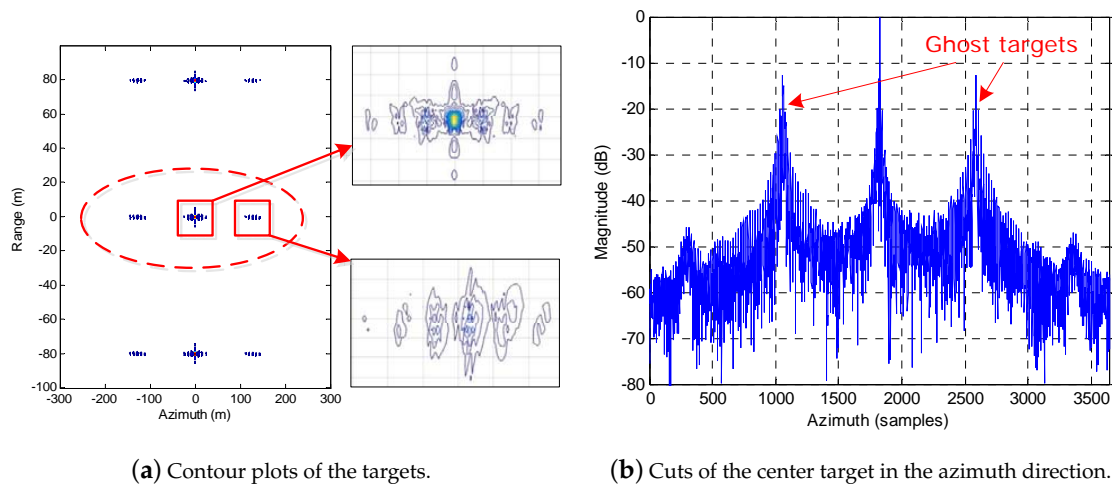 80
60
40
20
0
-20
-40
-60
-80
-100
Range (m)
-300 -200 -100 0 100 200 300
Azimuth (m)
0
-10
-20
-30
-40
-50
-60
-70
-80
Magnitude (dB)
Ghost targets
0 500 1000 1500 2000 2500 3000 3500
Azimuth (samples)
(a) Contour plots of the targets.
(b) Cuts of the center target in the azimuth direction.